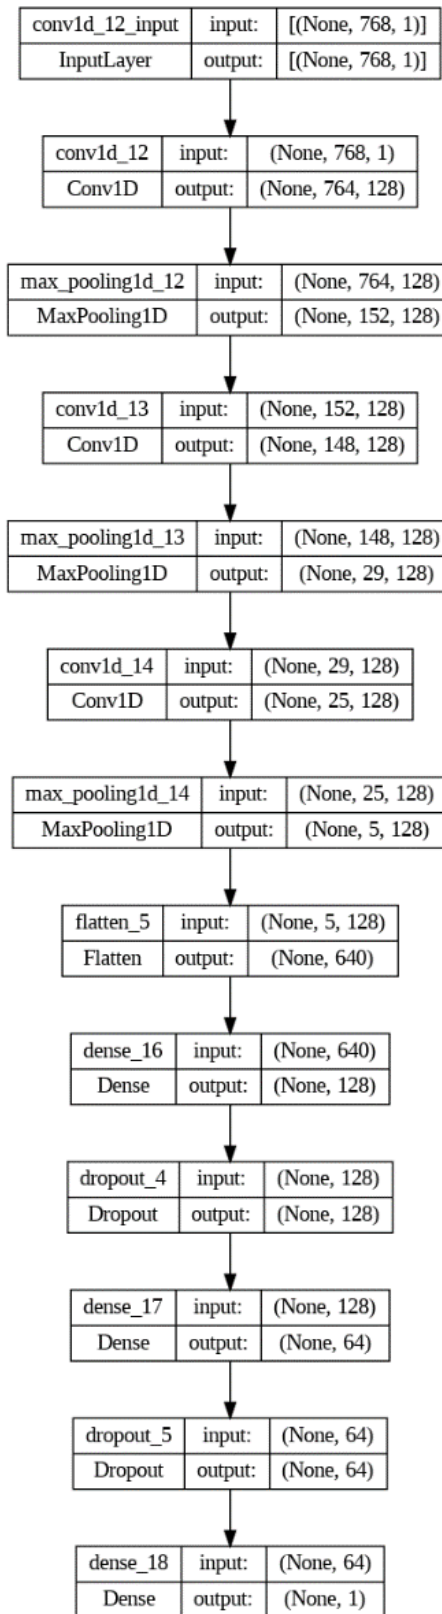 conv1d_12_input input: [(None, 768, 1)]
InputLayer output: [(None, 768, 1)]
conv1d_12 input: (None, 768, 1)
Conv1D output: (None, 764, 128)
max_pooling1d_12 input: (None, 764, 128)
MaxPooling1D output: (None, 152, 128)
conv1d_13 input: (None, 152, 128)
Conv1D output: (None, 148, 128)
max_pooling1d_13 input: (None, 148, 128)
MaxPooling1D output: (None, 29, 128)
conv1d_14 input: (None, 29, 128)
Conv1D output: (None, 25, 128)
max_pooling1d_14 input: (None, 25, 128)
MaxPooling1D output: (None, 5, 128)
flatten_5 input: (None, 5, 128)
Flatten output: (None, 640)
dense_16 input: (None, 640)
Dense output: (None, 128)
dropout_4 input: (None, 128)
Dropout output: (None, 128)
dense_17 input: (None, 128)
Dense output: (None, 64)
dropout_5 input: (None, 64)
Dropout output: (None, 64)
dense_18 input: (None, 64)
Dense output: (None, 1)